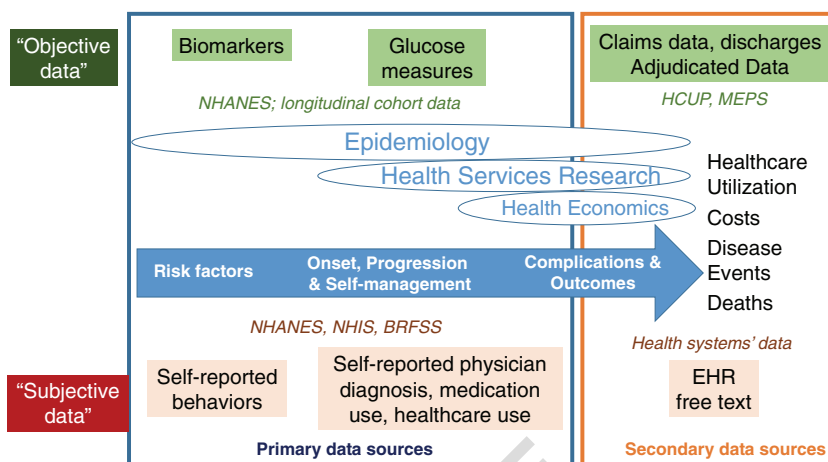 "Objective
data"
Biomarkers
Glucose
measures
Claims data, discharges
Adjudicated Data
NHANES; longitudinal cohort data
HCUP, MEPS
Epidemiology
Health Services Research
Health Economics
Healthcare
Utilization
Costs
Disease
Events
Deaths
Risk factors
Onset, Progression
& Self-management
Complications &
Outcomes
NHANES, NHIS, BRFSS
Health systems' data
"Subjective
data"
Self-reported
behaviors
Self-reported physician
diagnosis, medication
use, healthcare use
EHR
free text
Primary data sources
Secondary data sources